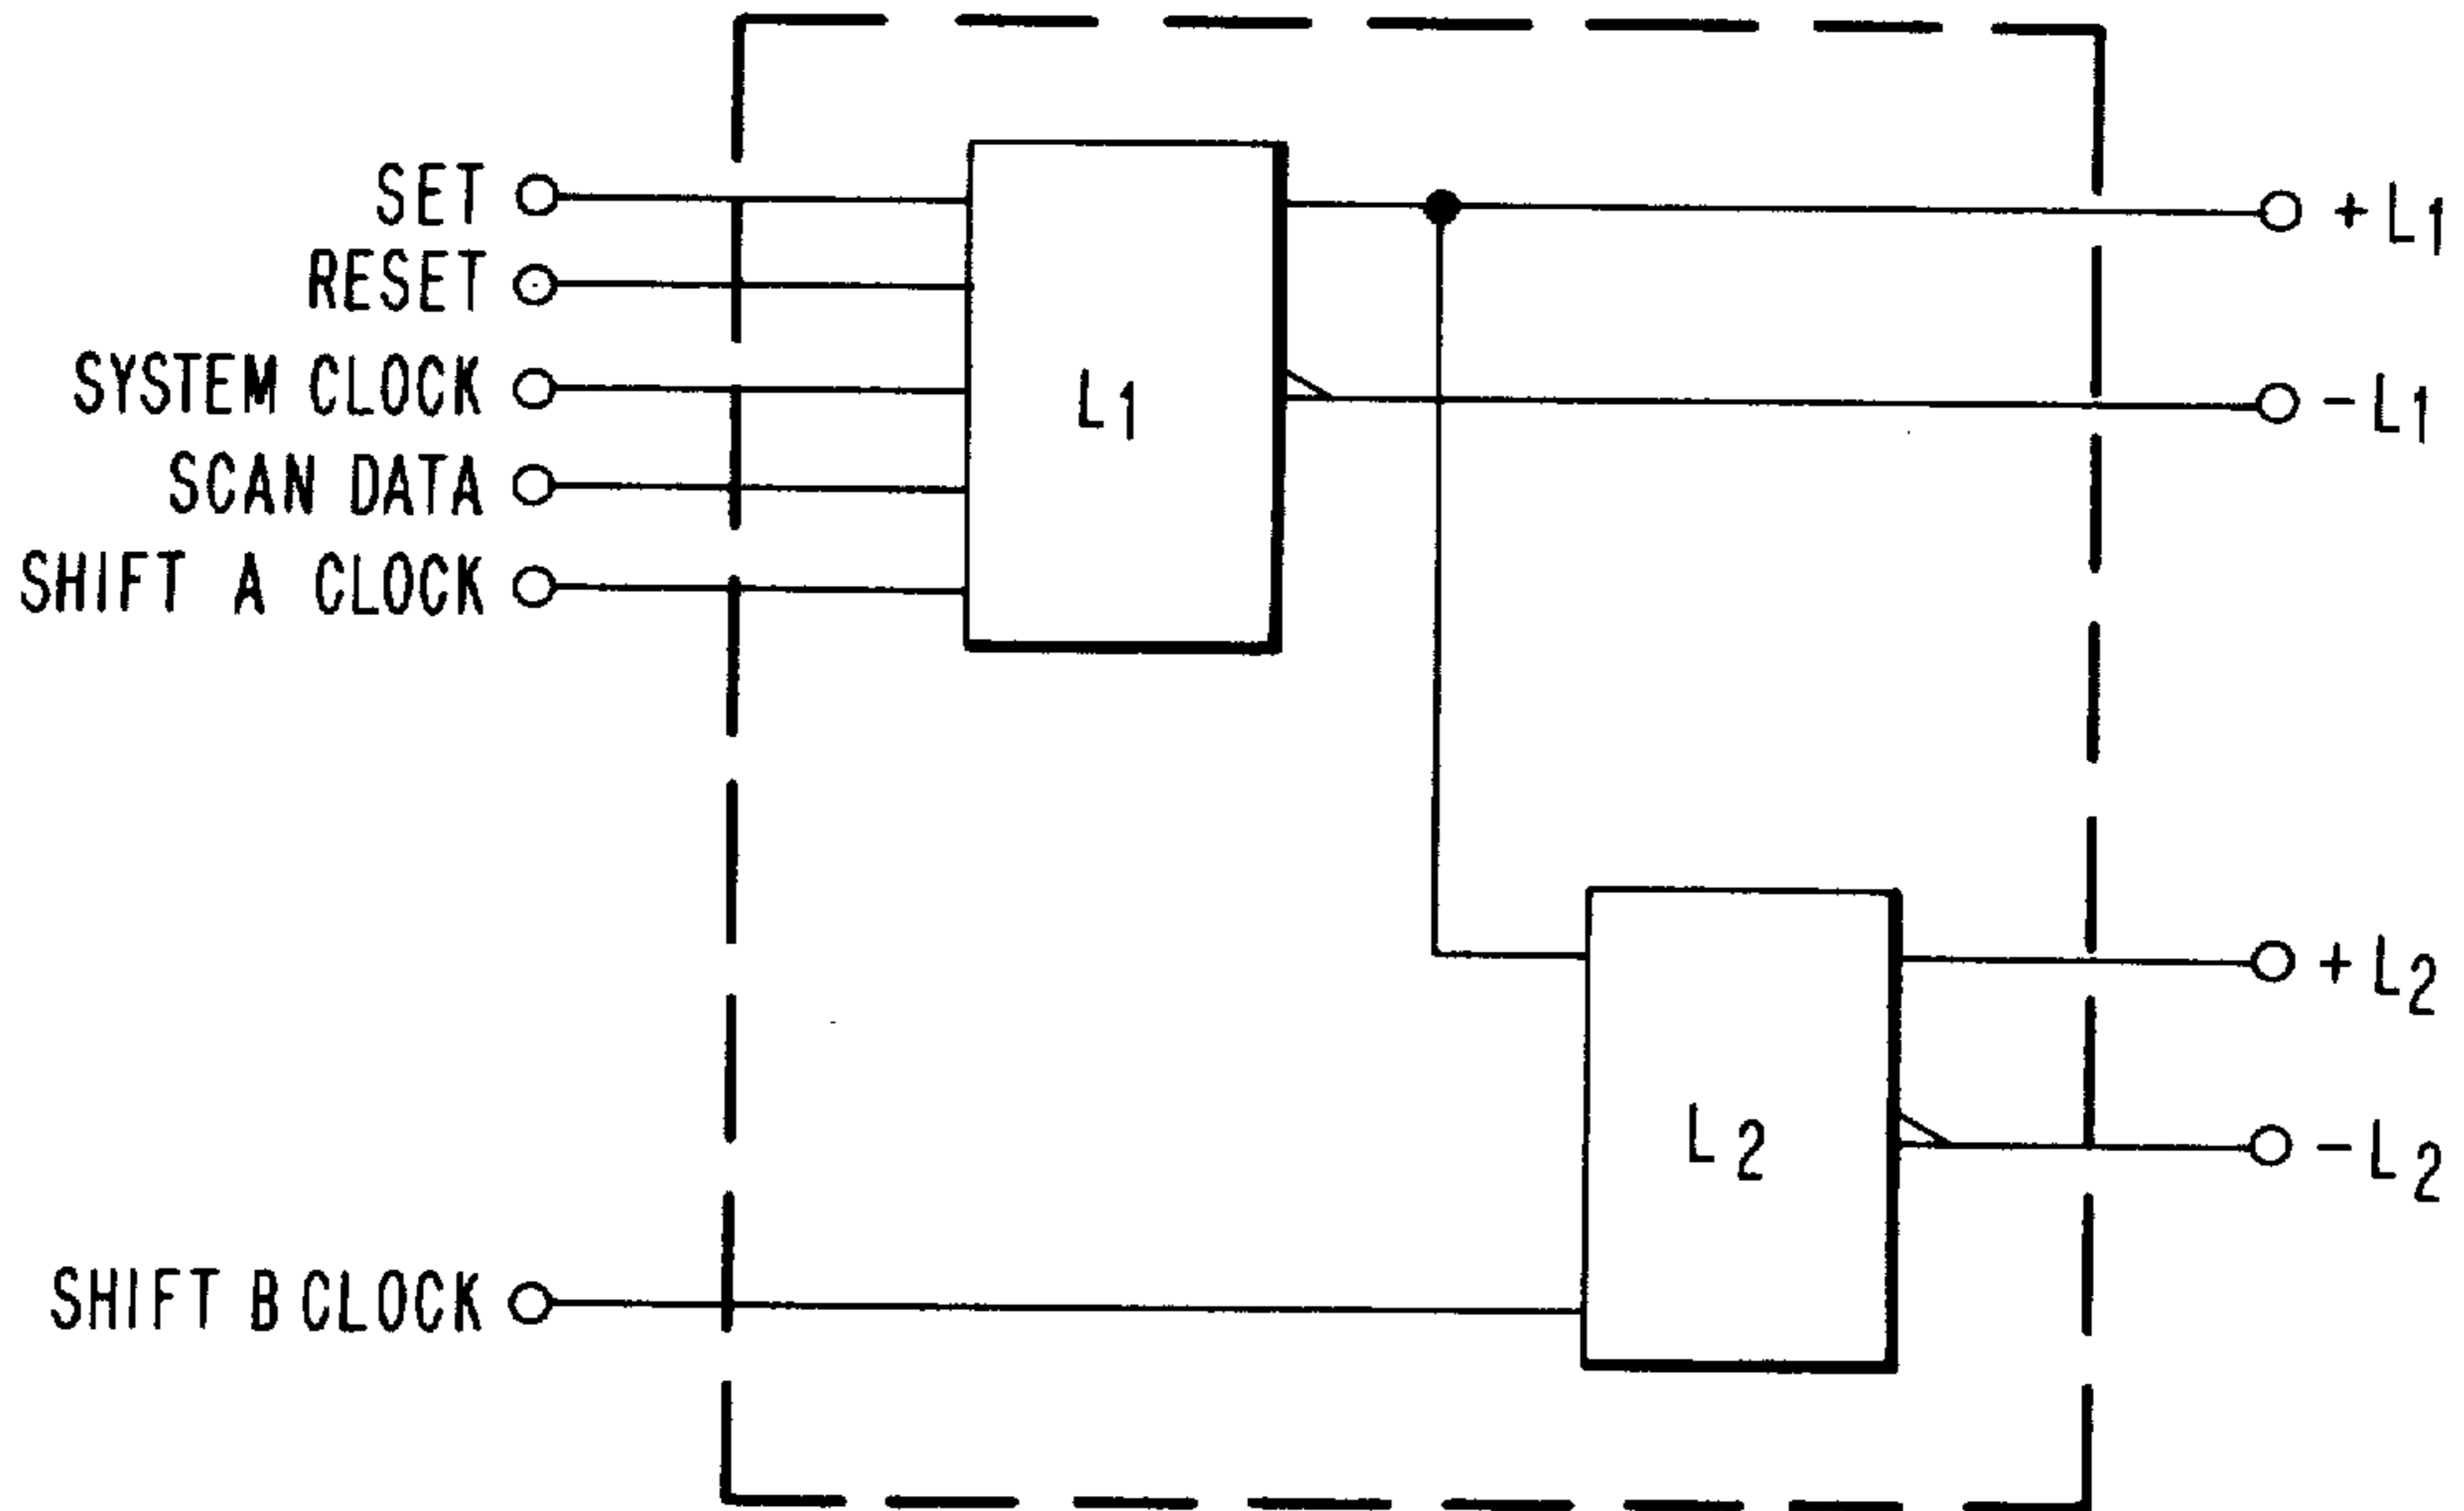 SET
RESET
SYSTEM CLOCK
SCAN DATA
SHIFT A CLOCK
L1
+L1
-L1
+L2
-L2
L2
SHIFT B CLOCK